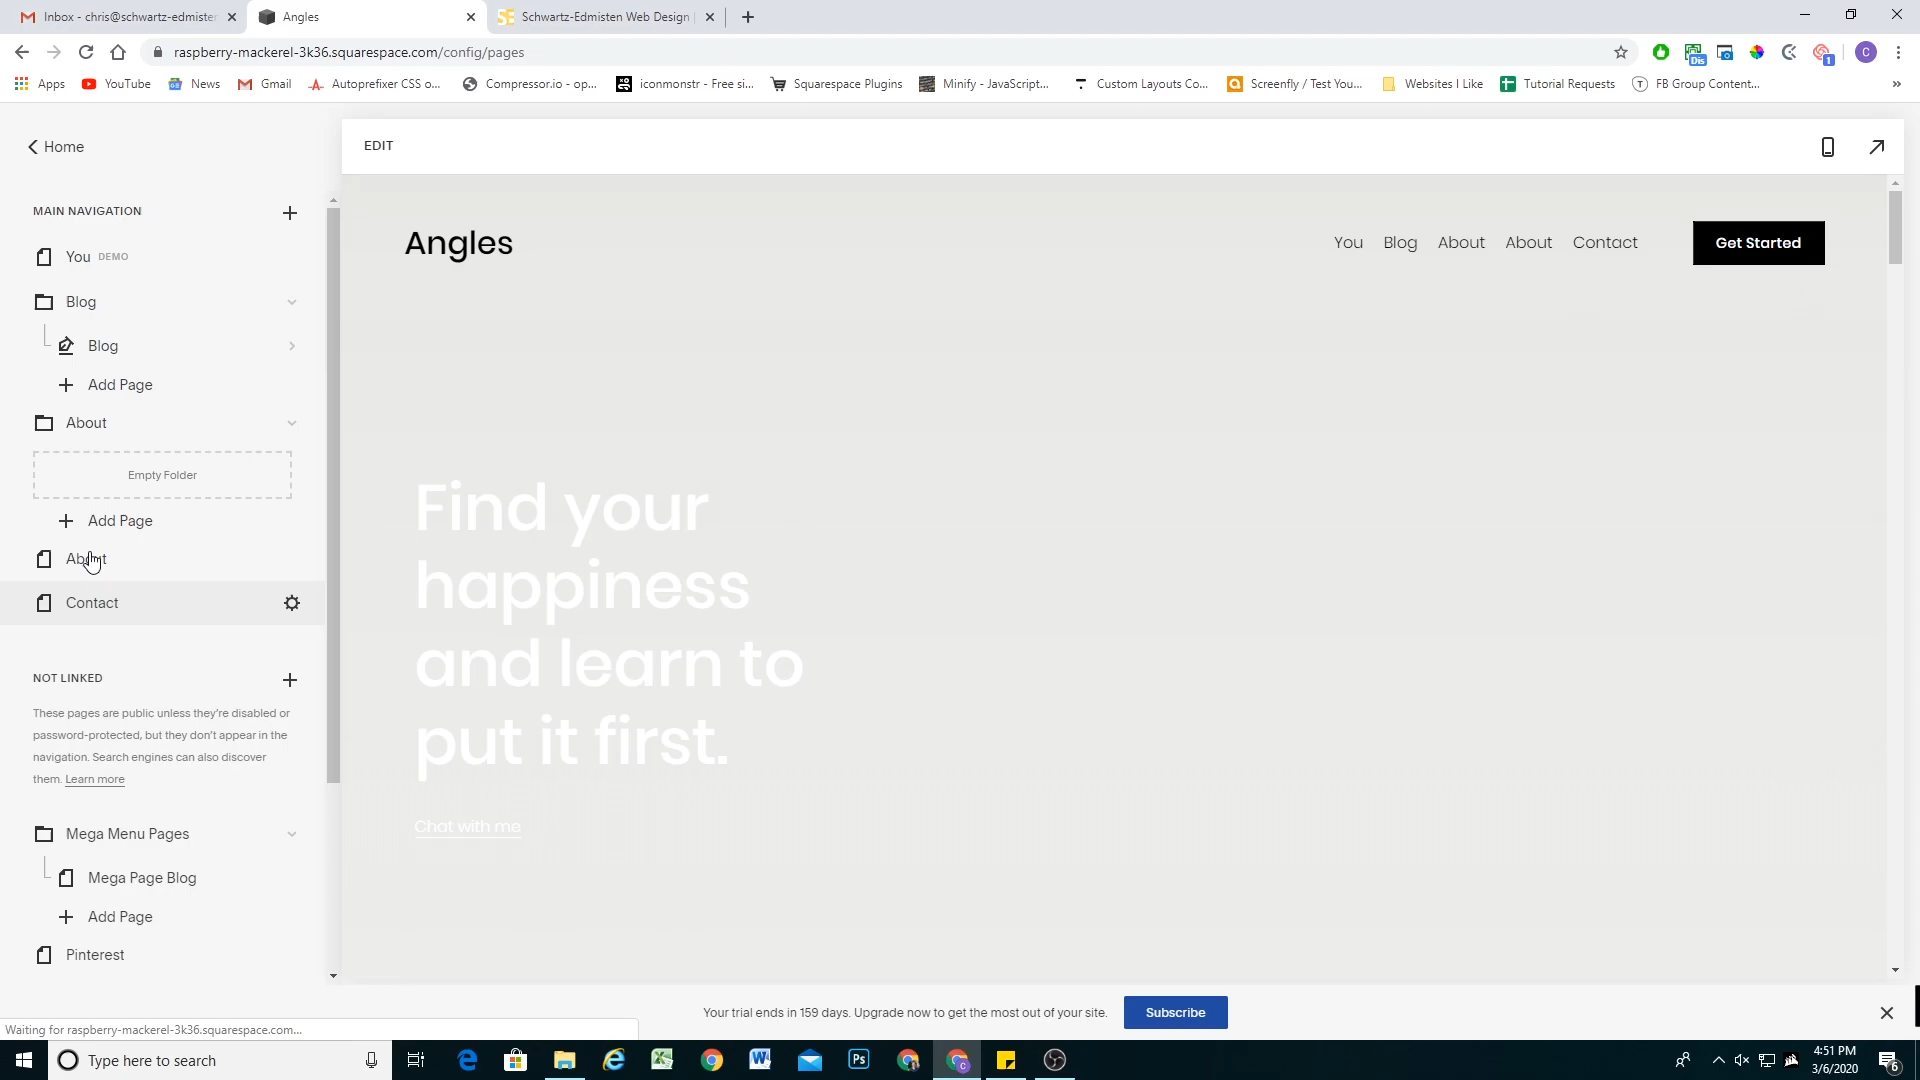 Inbox - chris@schwartz-edmister
Angles
Schwartz-Edmisten Web Design
raspberry-mackerel-3k36.squarespace.com/config/pages
C
Apps
YouTube
News
Gmail
Autoprefixer CSS o...
Compressor.io - op...
iconmonstr - Free si...
Squarespace Plugins
Minify - JavaScript...
Custom Layouts Co...
Screenfly / Test You...
Websites I Like
Tutorial Requests
FB Group Content...
»
Dis
1
Home
EDIT
MAIN NAVIGATION
You DEMO
Blog
Blog
Add Page
About
Empty Folder
Add Page
About
Contact
NOT LINKED
These pages are public unless they're disabled or
password-protected, but they don't appear in the
navigation. Search engines can also discover
them. Learn more
Mega Menu Pages
Mega Page Blog
Add Page
Pinterest
Angles
You Blog About About Contact
Get Started
Find your
happiness
and learn to
put it first.
Chat with me
Your trial ends in 159 days. Upgrade now to get the most out of your site.
Subscribe
Waiting for raspberry-mackerel-3k36.squarespace.com...
Type here to search
4:51 PM
3/6/2020
6